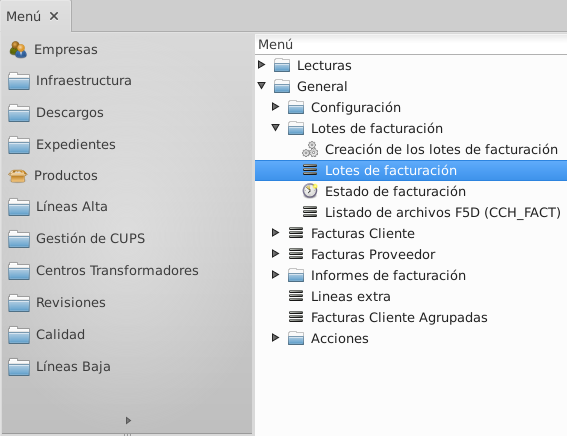 Menú
Empresas
Infraestructura
Descargos
Expedientes
Productos
Líneas Alta
Gestión de CUPS
Centros Transformadores
Revisiones
Calidad
Líneas Baja
Menú
Lecturas
General
Configuración
Lotes de facturación
Creación de los lotes de facturación
Lotes de facturación
Estado de facturación
Listado de archivos F5D (CCH_FACT)
Facturas Cliente
Facturas Proveedor
Informes de facturación
Lineas extra
Facturas Cliente Agrupadas
Acciones